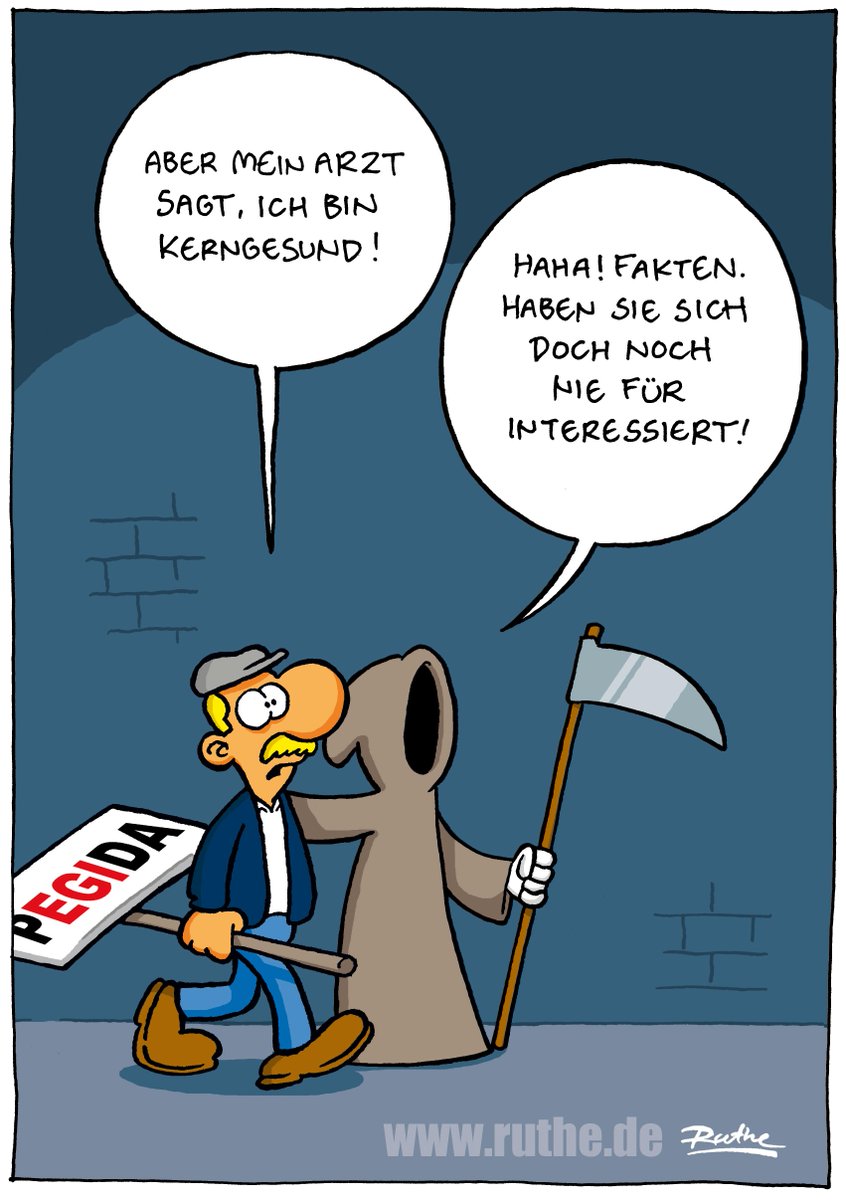 ABER MEIN ARZT
SAGT, ICH BIN
KERNGESUND!
HAHA! FAKTEN.
HABEN SIE SICH
DOCH NOCH
NIE FÜR
INTERESSIERT!
PEGIDA
www.ruthe.de Ruthe